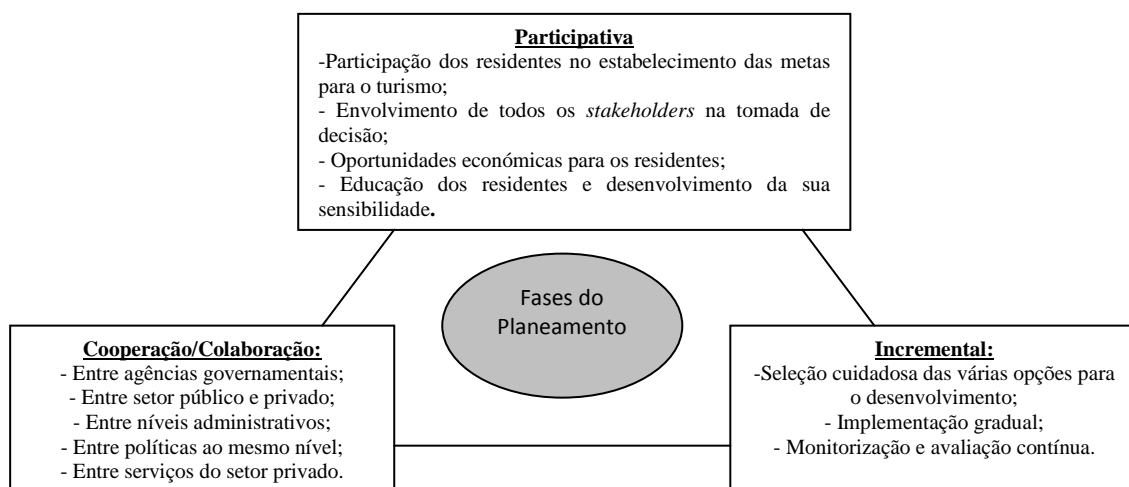 Participativa
-Participação dos residentes no estabelecimento das metas
para o turismo;
- Envolvimento de todos os stakeholders na tomada de
decisão;
- Oportunidades económicas para os residentes;
- Educação dos residentes e desenvolvimento da sua
sensibilidade.
Fases do
Planeamento
Cooperação/Colaboração:
- Entre agências governamentais;
- Entre setor público e privado;
- Entre níveis administrativos;
- Entre políticas ao mesmo nível;
- Entre serviços do setor privado.
Incremental:
-Seleção cuidadosa das várias opções para
o desenvolvimento;
- Implementação gradual;
- Monitorização e avaliação contínua.